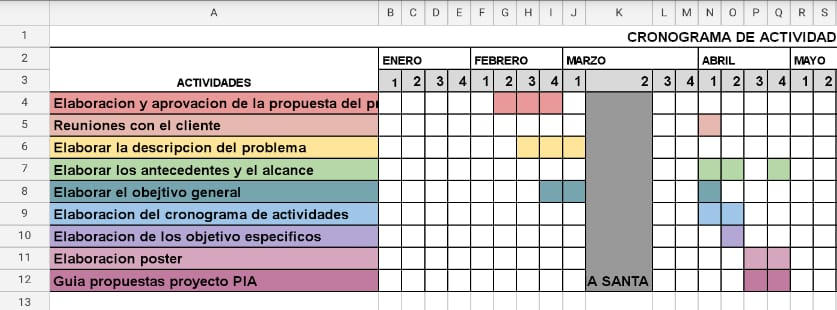 A B C D E F G H I J K L M N O P Q R S
1 CRONOGRAMA DE ACTIVIDAD
2 ENERO FEBRERO MARZO ABRIL MAYO
3 ACTIVIDADES 1 2 3 4 1 2 3 4 1 2 3 4 1 2 3 4 1 2
4 Elaboracion y aprovacion de la propuesta del pr
5 Reuniones con el cliente
6 Elaborar la descripcion del problema
7 Elaborar los antecedentes y el alcance
8 Elaborar el obejtivo general
9 Elaboracion del cronograma de actividades
10 Elaboracion de los objetivo especificos
11 Elaboracion poster
12 Guia propuestas proyecto PIA A SANTA
13